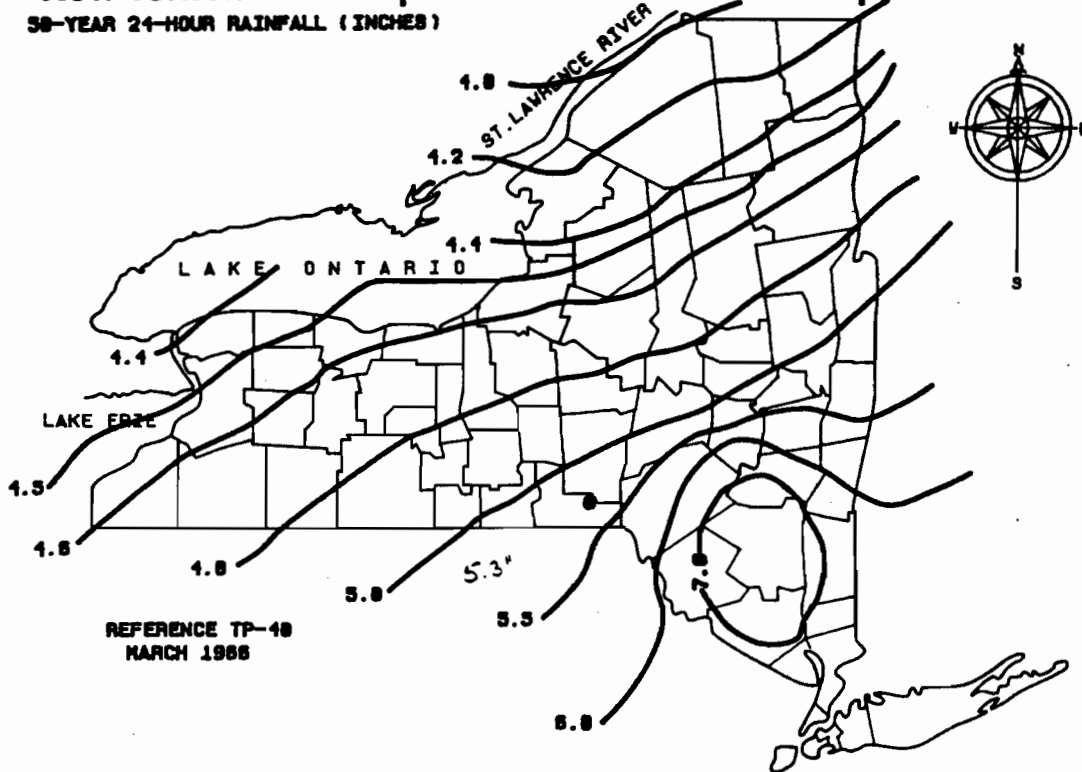 50-YEAR 24-HOUR RAINFALL (INCHES)
ST. LAWRENCE RIVER
N
W
S
4.0
4.2
4.4
LAKE ONTARIO
4.4
LAKE ERIE
4.5
4.6
4.8
5.0
5.3"
5.5
7.0
6.0
REFERENCE TP-40
MARCH 1966